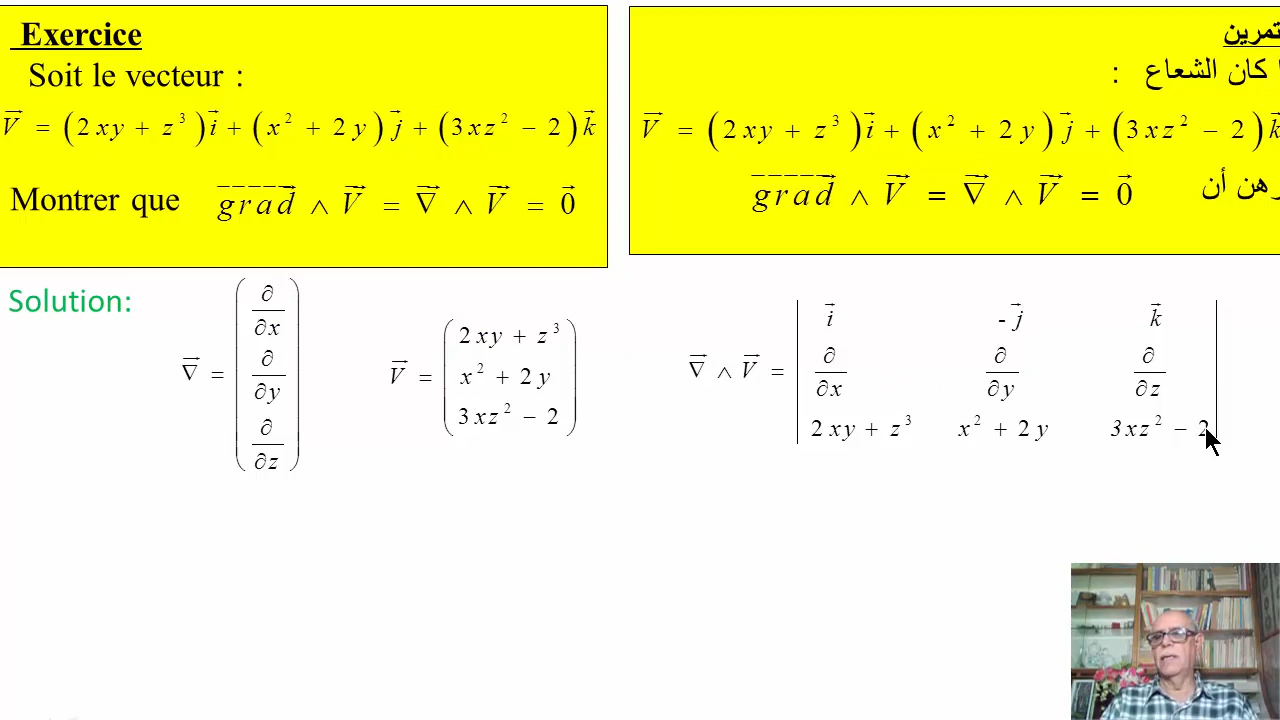 Exercice
Soit le vecteur :
V⃗ = (2xy + z³) i⃗ + (x² + 2y) j⃗ + (3xz² − 2) k⃗
Montrer que grad⃗ ∧ V⃗ = ∇⃗ ∧ V⃗ = 0⃗
تمرين
كان الشعاع :
V⃗ = (2xy + z³) i⃗ + (x² + 2y) j⃗ + (3xz² − 2) k⃗
أن grad⃗ ∧ V⃗ = ∇⃗ ∧ V⃗ = 0⃗
Solution:
∇⃗ = ( ∂/∂x
∂/∂y
∂/∂z )
V⃗ = ( 2xy + z³
x² + 2y
3xz² − 2 )
∇⃗ ∧ V⃗ = | i⃗ - j⃗ k⃗
∂/∂x ∂/∂y ∂/∂z
2xy + z³ x² + 2y 3xz² − 2 |